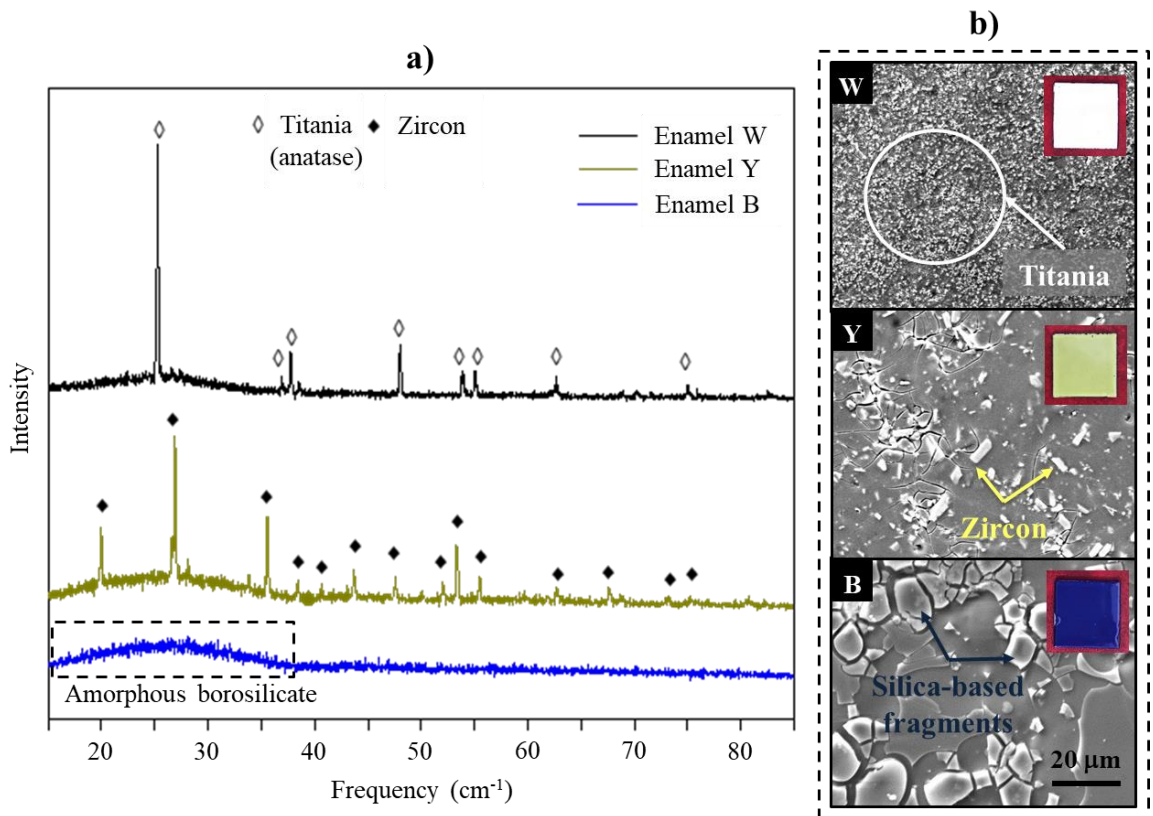 a)
Titania
(anatase)
Zircon
Enamel W
Enamel Y
Enamel B
Intensity
Amorphous borosilicate
20 30 40 50 60 70 80
Frequency (cm⁻¹)
b)
W
Titania
Y
Zircon
B
Silica-based
fragments
20 μm